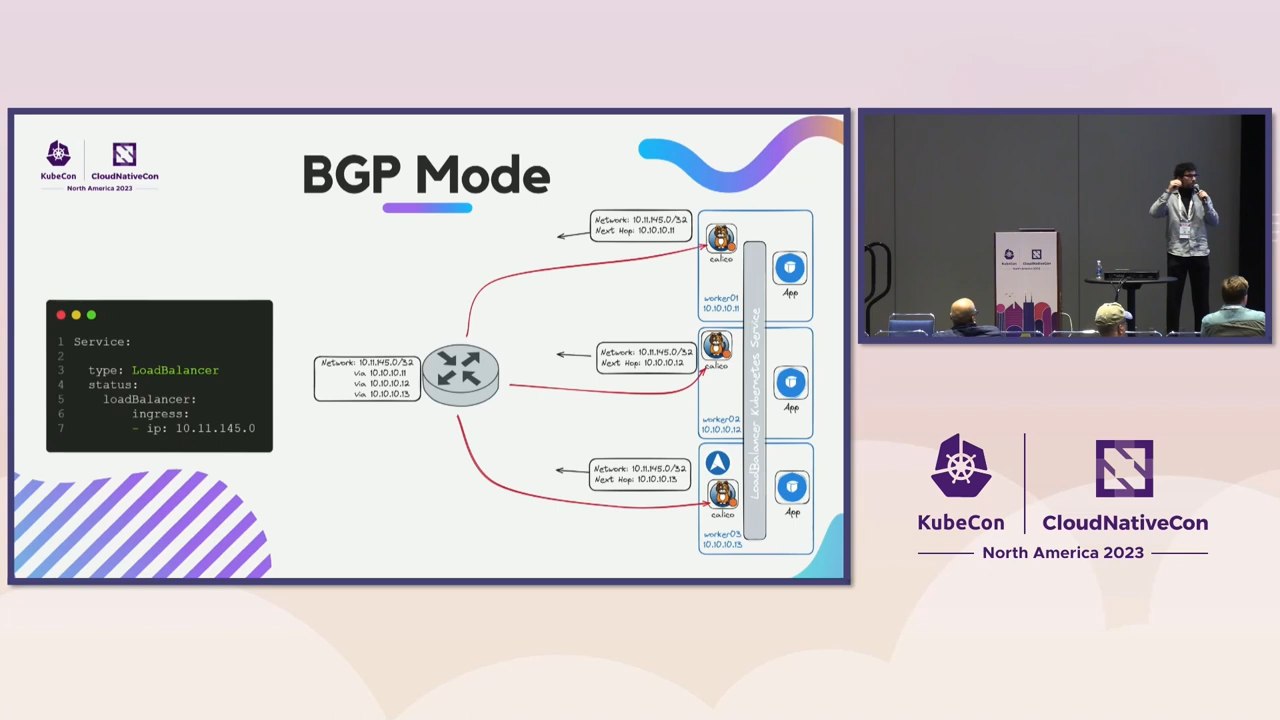 KubeCon
CloudNativeCon
North America 2023
BGP Mode
1 Service:
2
3 type: LoadBalancer
4 status:
5 loadBalancer:
6 ingress:
7 - ip: 10.11.145.0
Network: 10.11.145.0/32
via 10.10.10.11
via 10.10.10.12
via 10.10.10.13
Network: 10.11.145.0/32
Next Hop: 10.10.10.11
calico
App
worker01
10.10.10.11
Network: 10.11.145.0/32
Next Hop: 10.10.10.12
calico
App
worker02
10.10.10.12
Network: 10.11.145.0/32
Next Hop: 10.10.10.13
calico
App
worker03
10.10.10.13
LoadBalancer Kubernetes Service
KubeCon
CloudNativeCon
North America 2023